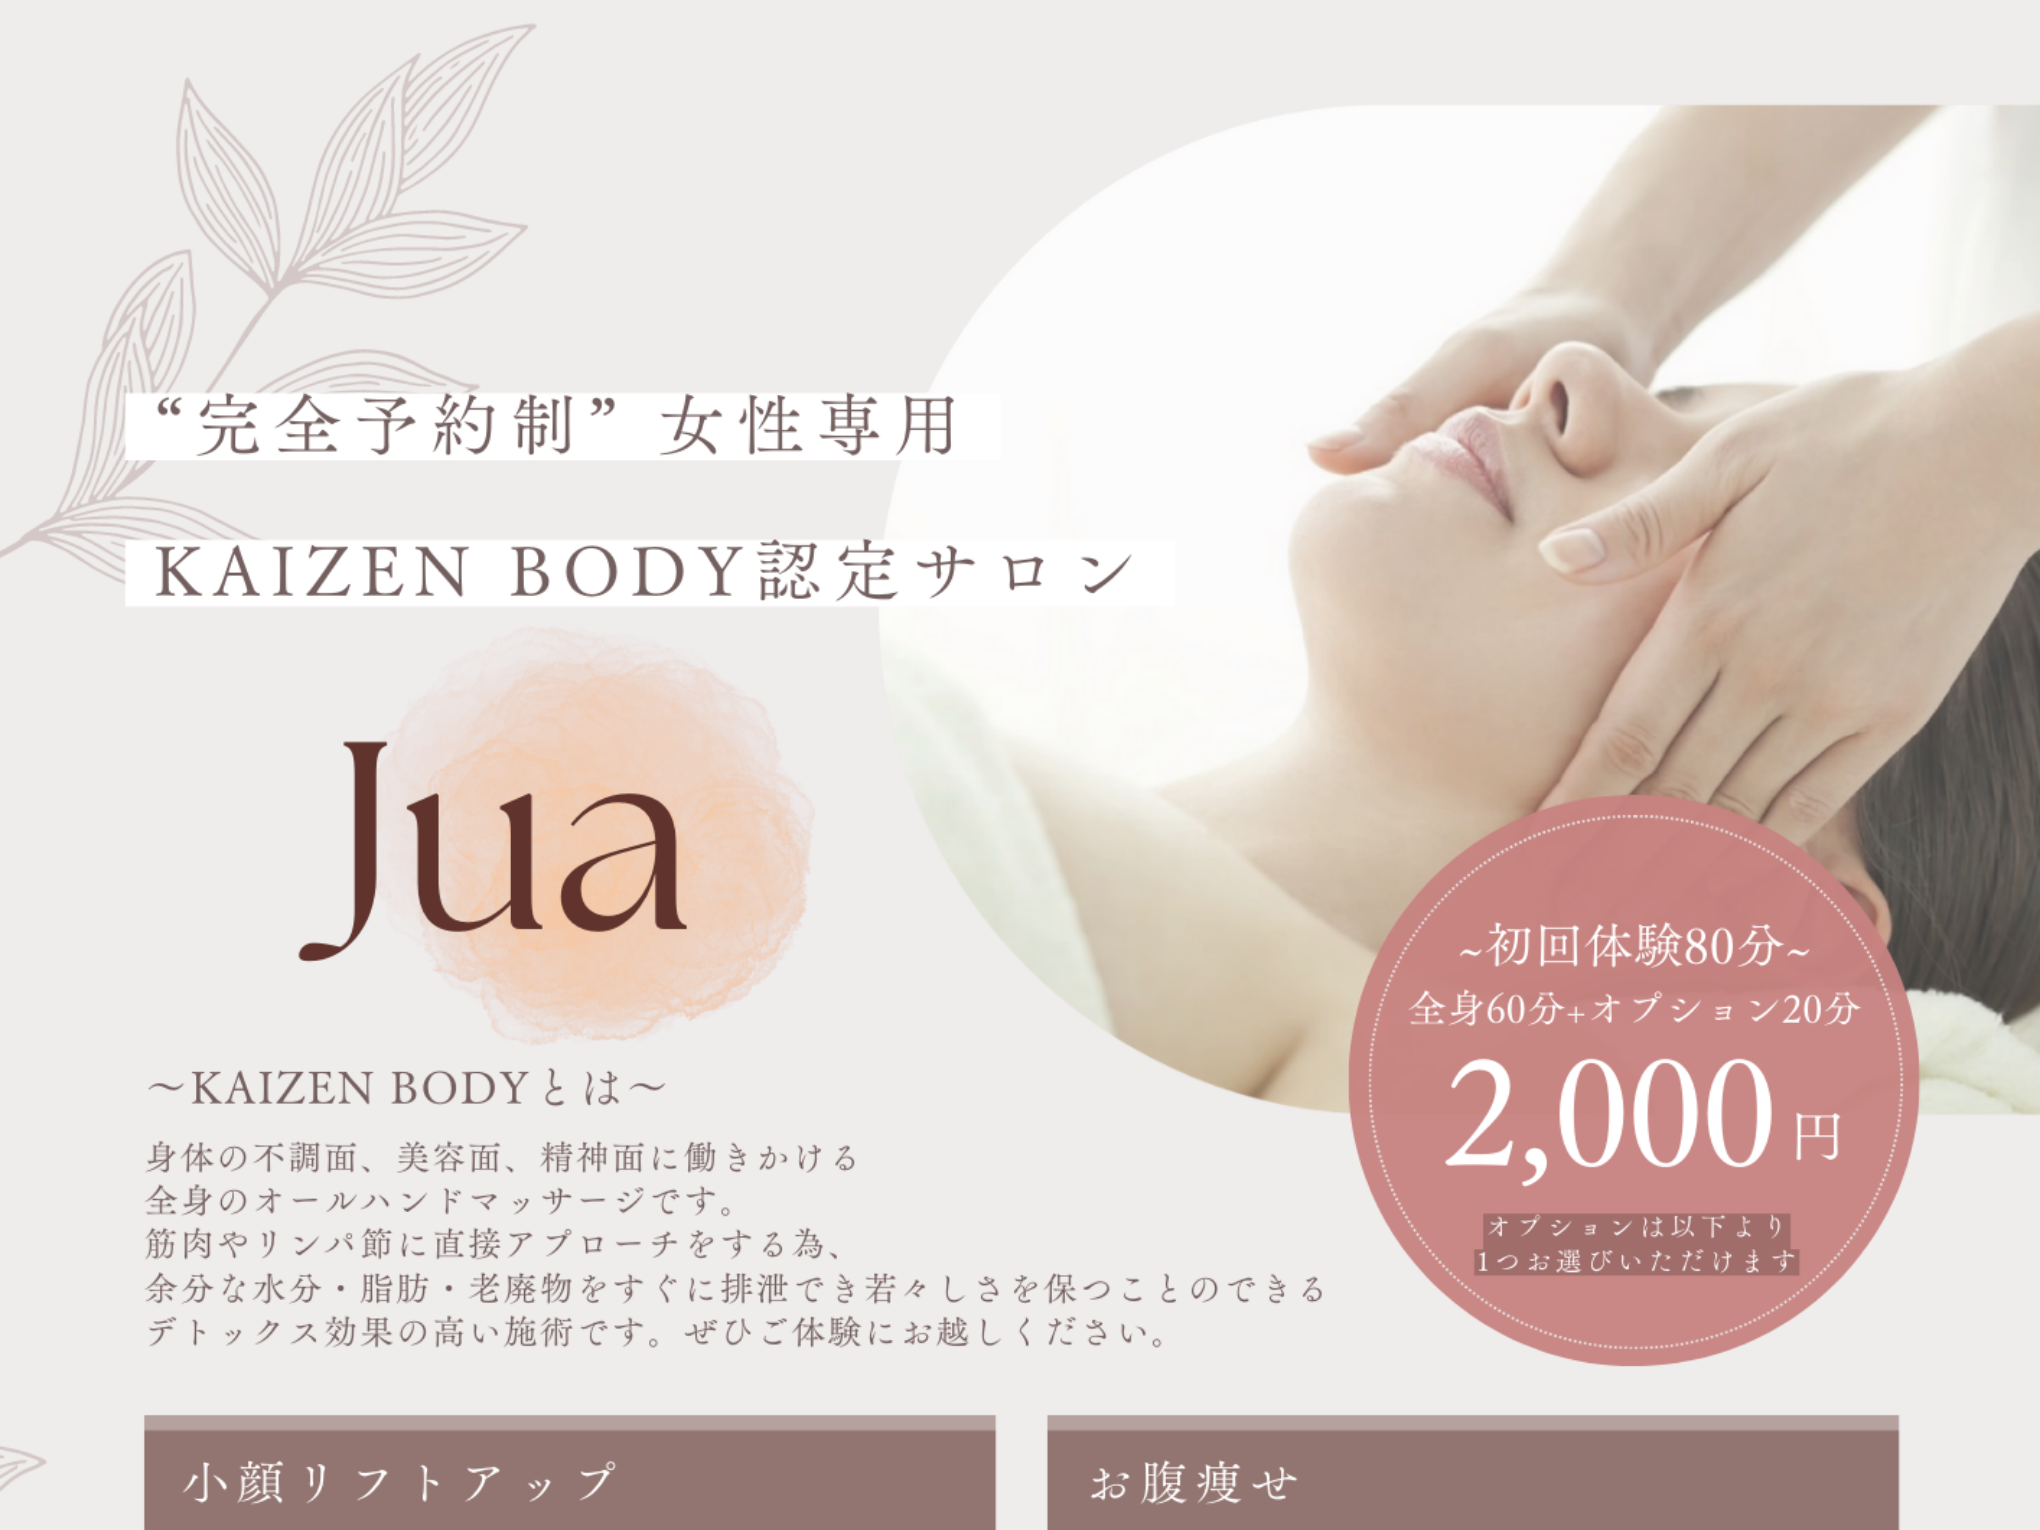 “完全予約制” 女性専用
KAIZEN BODY認定サロン
Jua
～KAIZEN BODYとは～
身体の不調面、美容面、精神面に働きかける
全身のオールハンドマッサージです。
筋肉やリンパ節に直接アプローチをする為、
余分な水分・脂肪・老廃物をすぐに排泄でき若々しさを保つことのできる
デトックス効果の高い施術です。ぜひご体験にお越しください。
~初回体験80分~
全身60分+オプション20分
2,000円
オプションは以下より
1つお選びいただけます
小顔リフトアップ
お腹痩せ